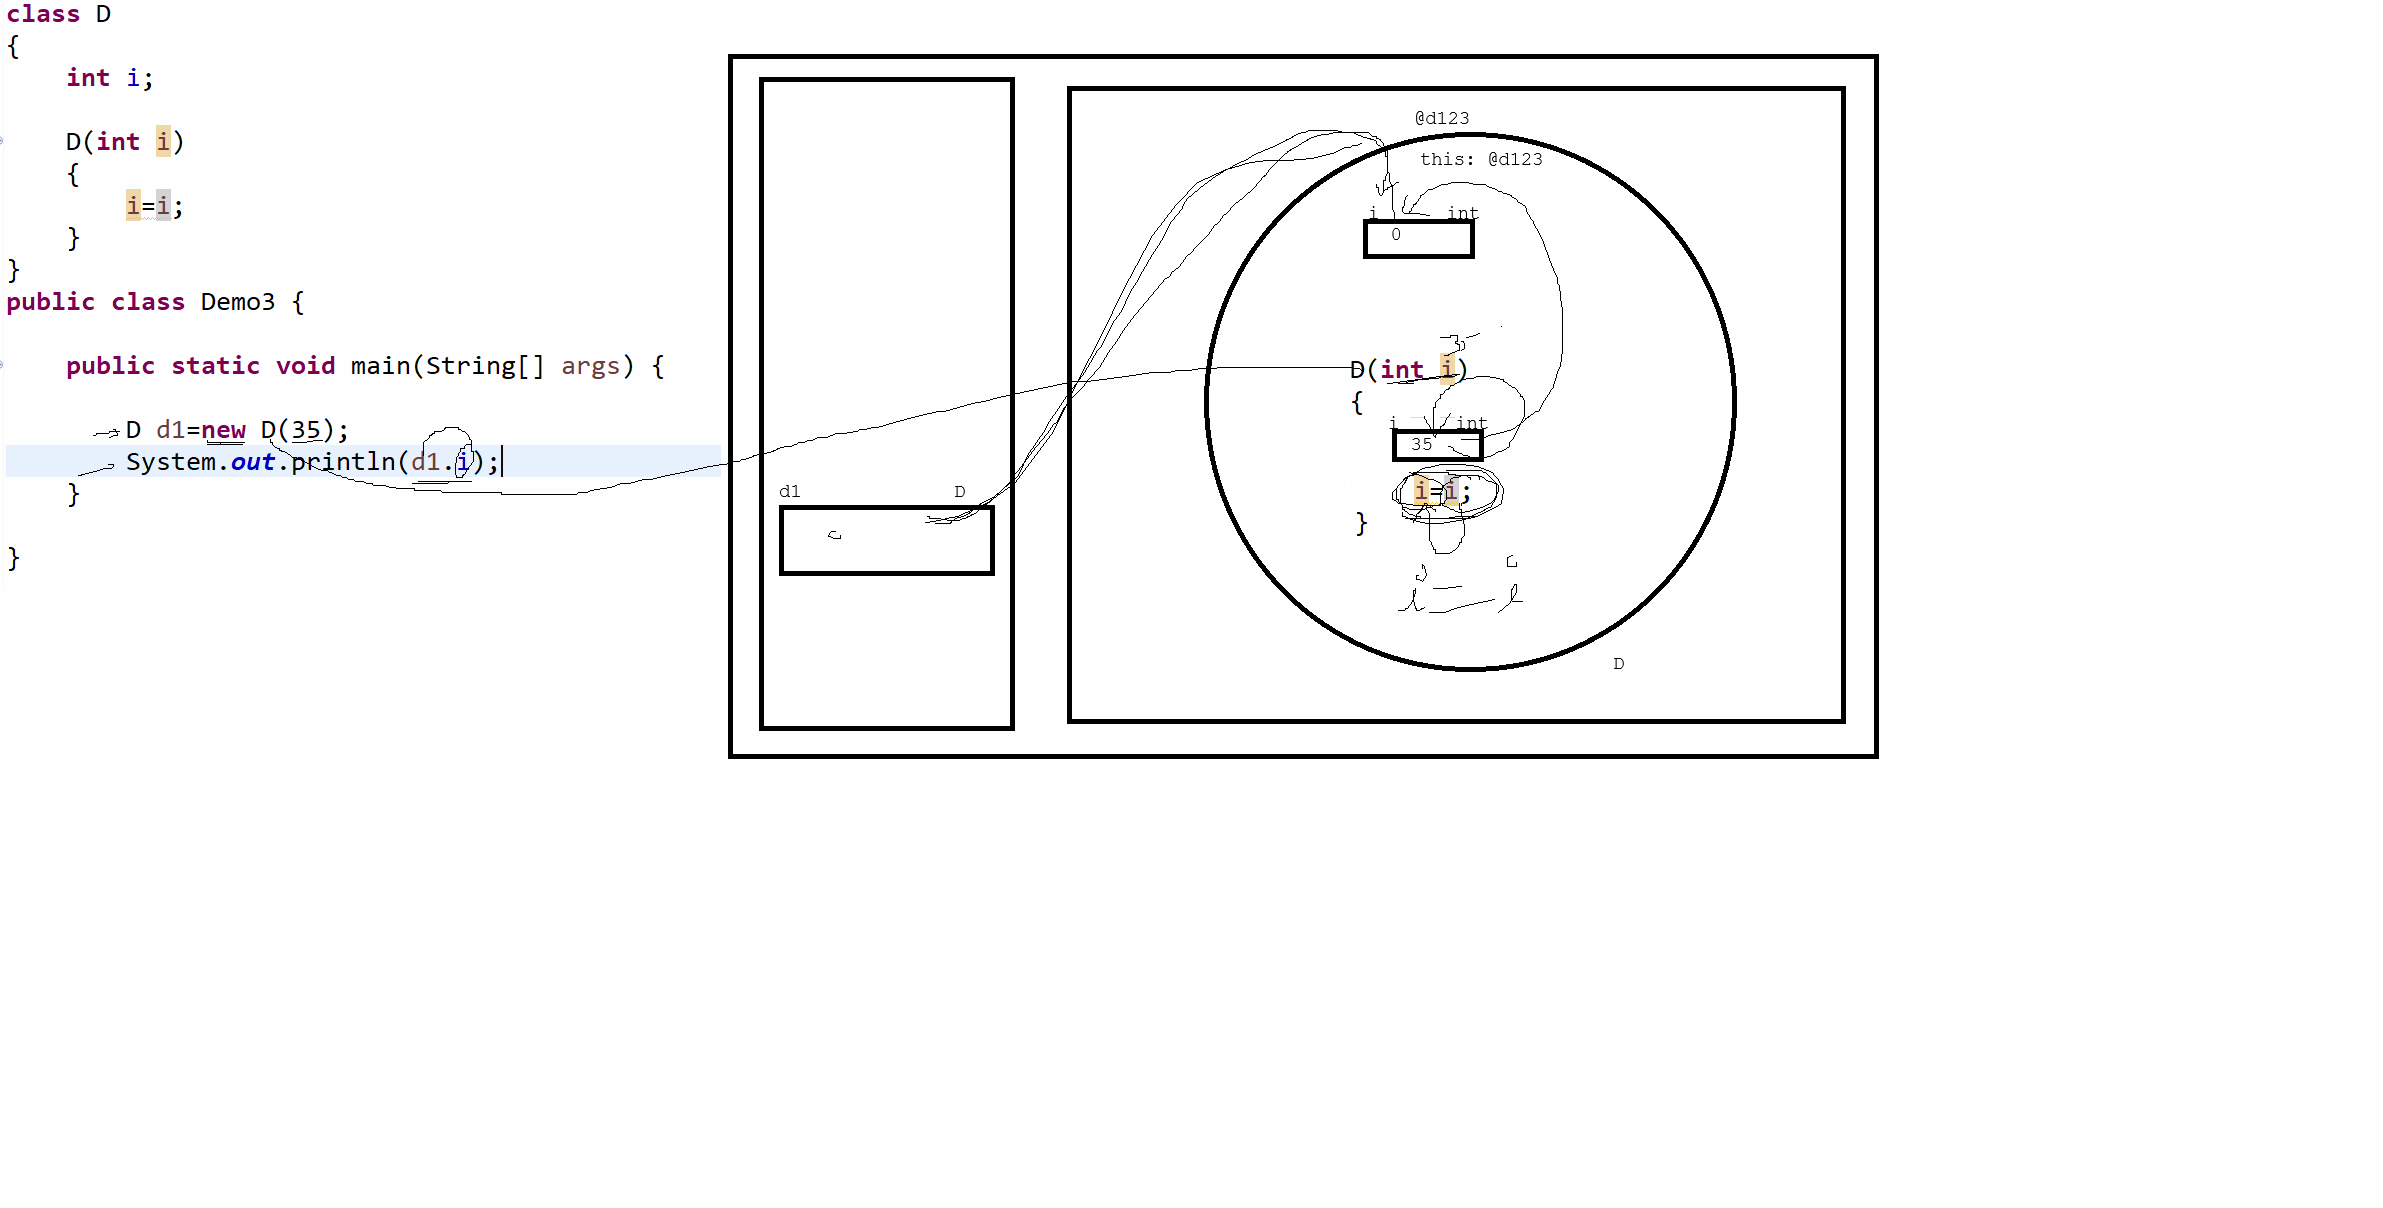 class D
{
    int i;
    D(int i)
    {
        i=i;
    }
}
public class Demo3 {
    public static void main(String[] args) {
        D d1=new D(35);
        System.out.println(d1.i);
    }
}
@d123
this: @d123
i int
0
D(int i)
{
i int
35
i=i;
}
d1 D
D